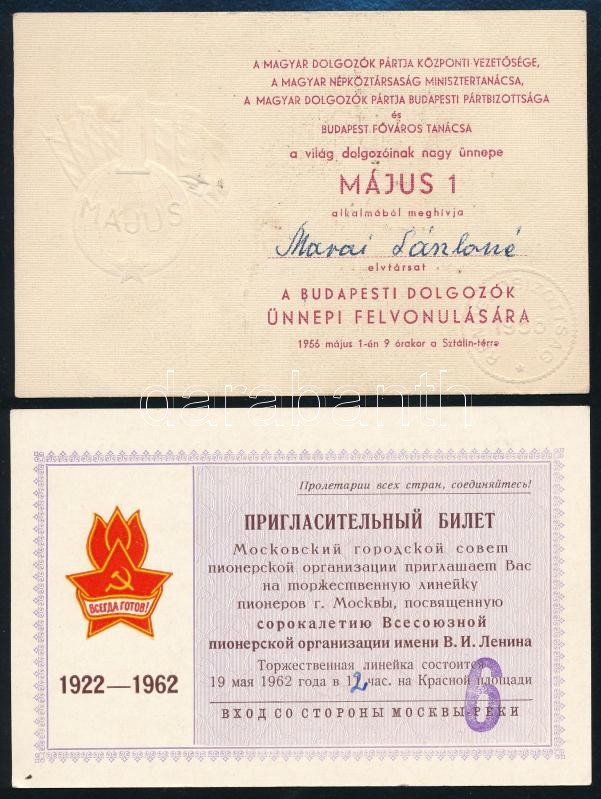 A MAGYAR DOLGOZÓK PÁRTJA KÖZPONTI VEZETŐSÉGE,
A MAGYAR NÉPKÖZTÁRSASÁG MINISZTERTANÁCSA,
A MAGYAR DOLGOZÓK PÁRTJA BUDAPESTI PÁRTBIZOTTSÁGA
és
BUDAPEST FŐVÁROS TANÁCSA
a világ dolgozóinak nagy ünnepe
MÁJUS 1
alkalmából meghívja
Marai Lászlóné
elvtársat
A BUDAPESTI DOLGOZÓK
ÜNNEPI FELVONULÁSÁRA
1956 május 1-án 9 órakor a Sztálin-térre
1
MÁJUS
darabanth
Пролетарии всех стран, соединяйтесь!
ПРИГЛАСИТЕЛЬНЫЙ БИЛЕТ
Московский городской совет
пионерской организации приглашает Вас
на торжественную линейку
пионеров г. Москвы, посвященную
сорокалетию Всесоюзной
пионерской организации имени В. И. Ленина
Торжественная линейка состоится
19 мая 1962 года в 12 час. на Красной площади
ВХОД СО СТОРОНЫ МОСКВЫ-РЕКИ
6
ВСЕГДА ГОТОВ!
1922—1962